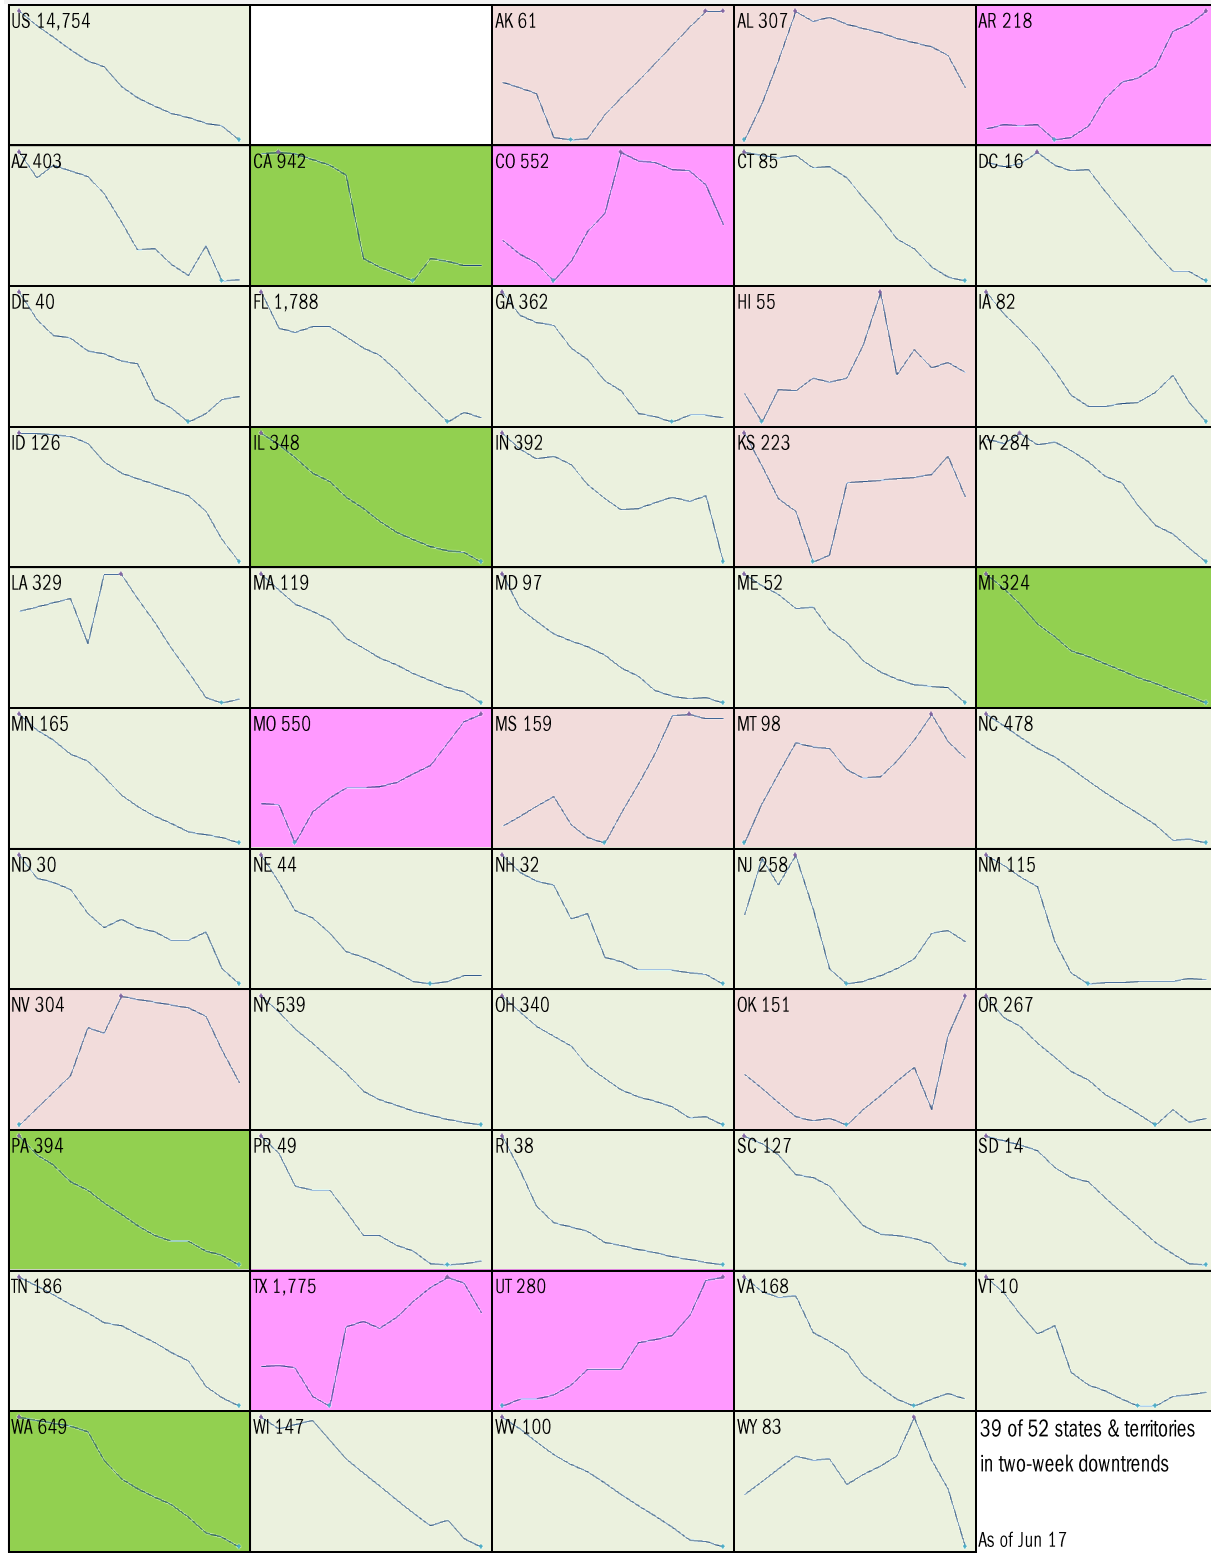 US 14,754
AK 61
AL 307
AR 218
AZ 403
CA 942
CO 552
CT 85
DC 16
DE 40
FL 1,788
GA 362
HI 55
IA 82
ID 126
IL 348
IN 392
KS 223
KY 284
LA 329
MA 119
MD 97
ME 52
MI 324
MN 165
MO 550
MS 159
MT 98
NC 478
ND 30
NE 44
NH 32
NJ 258
NM 115
NV 304
NY 539
OH 340
OK 151
OR 267
PA 394
PR 49
RI 38
SC 127
SD 14
TN 186
TX 1,775
UT 280
VA 168
VT 10
WA 649
WI 147
WV 100
WY 83
39 of 52 states & territories
in two-week downtrends
As of Jun 17